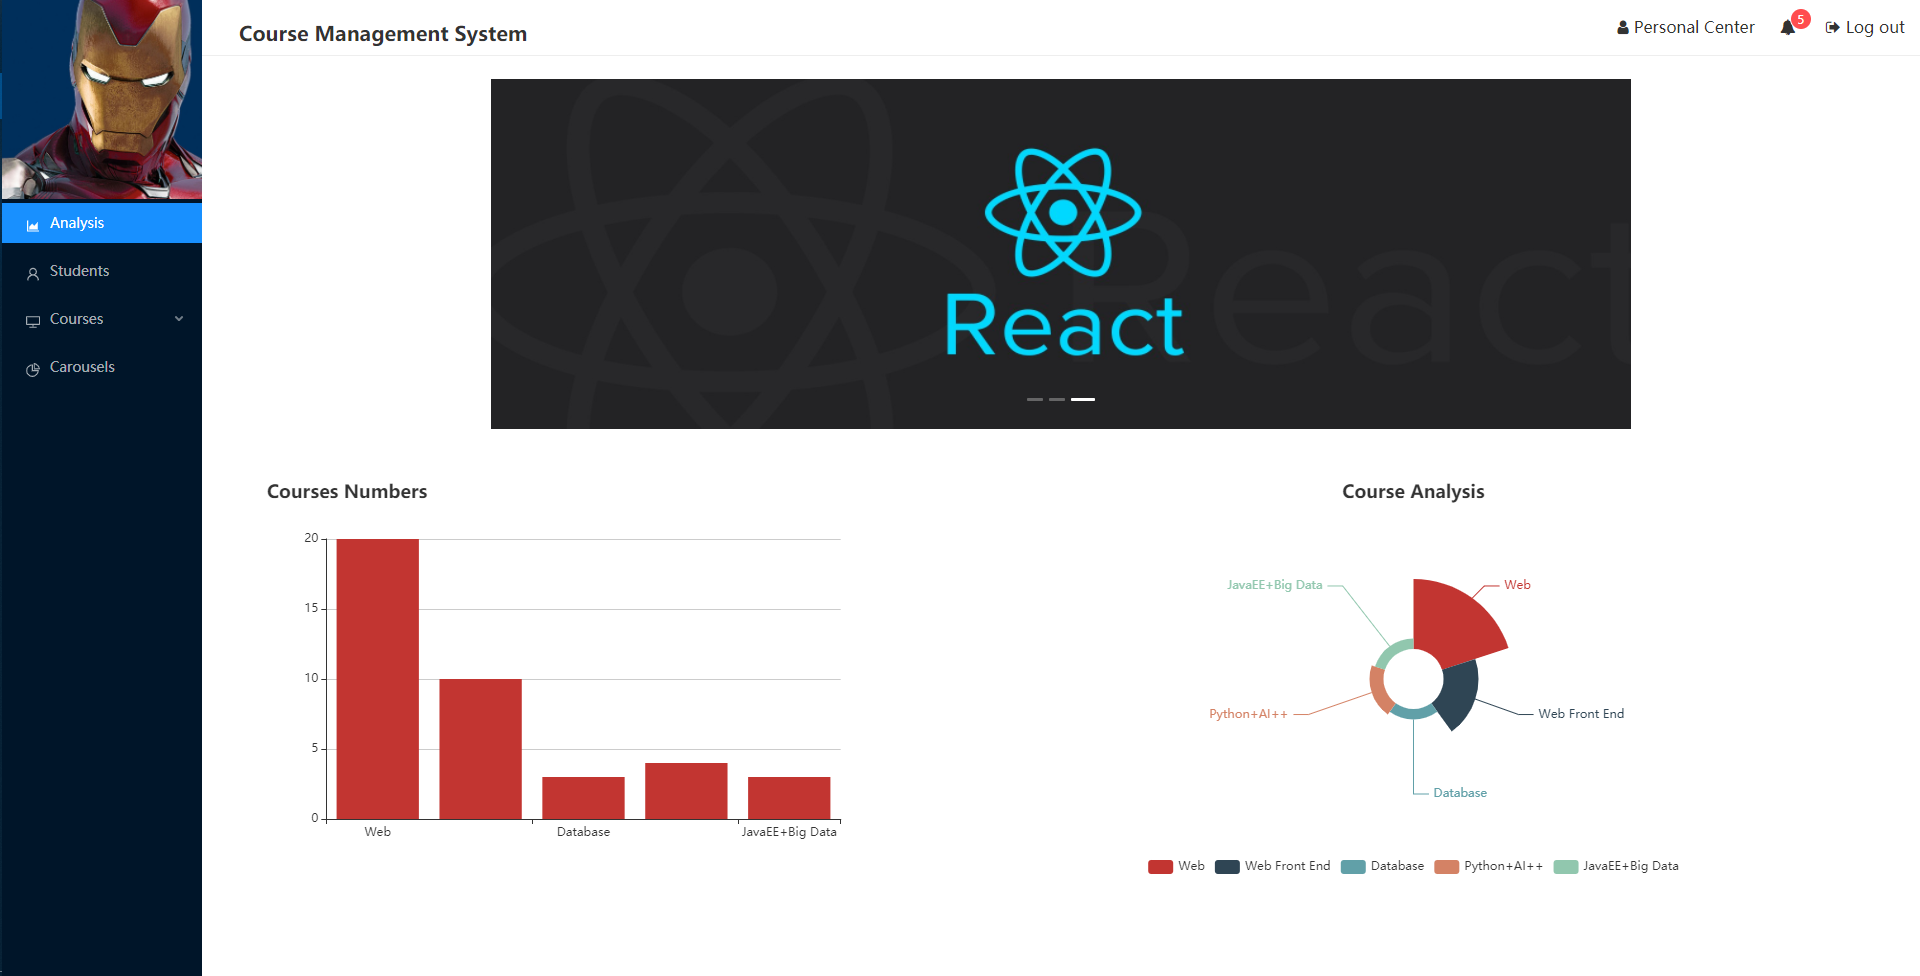 Course Management System
Personal Center
5
Log out
Analysis
Students
Courses
Carousels
React
React
Courses Numbers
20
15
10
5
0
Web
Database
JavaEE+Big Data
Course Analysis
JavaEE+Big Data
Web
Python+AI++
Web Front End
Database
Web
Web Front End
Database
Python+AI++
JavaEE+Big Data